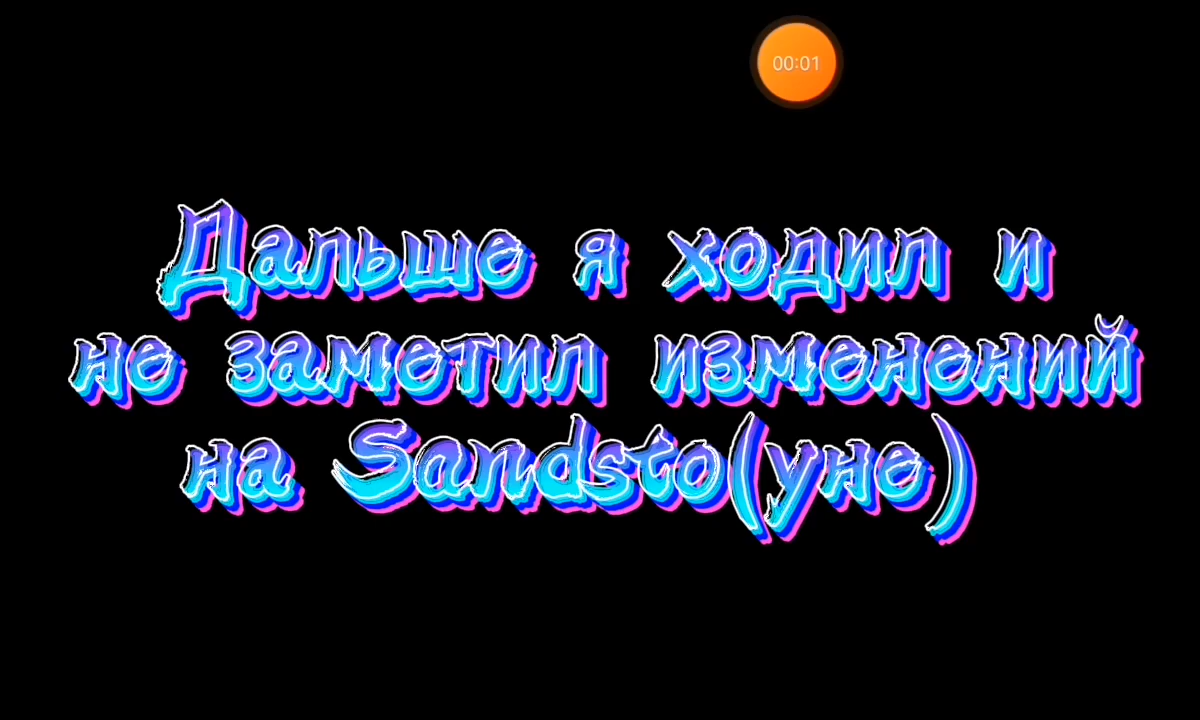 00:01
Дальше я ходил и
не заметил изменений
на Sandsto(уне)